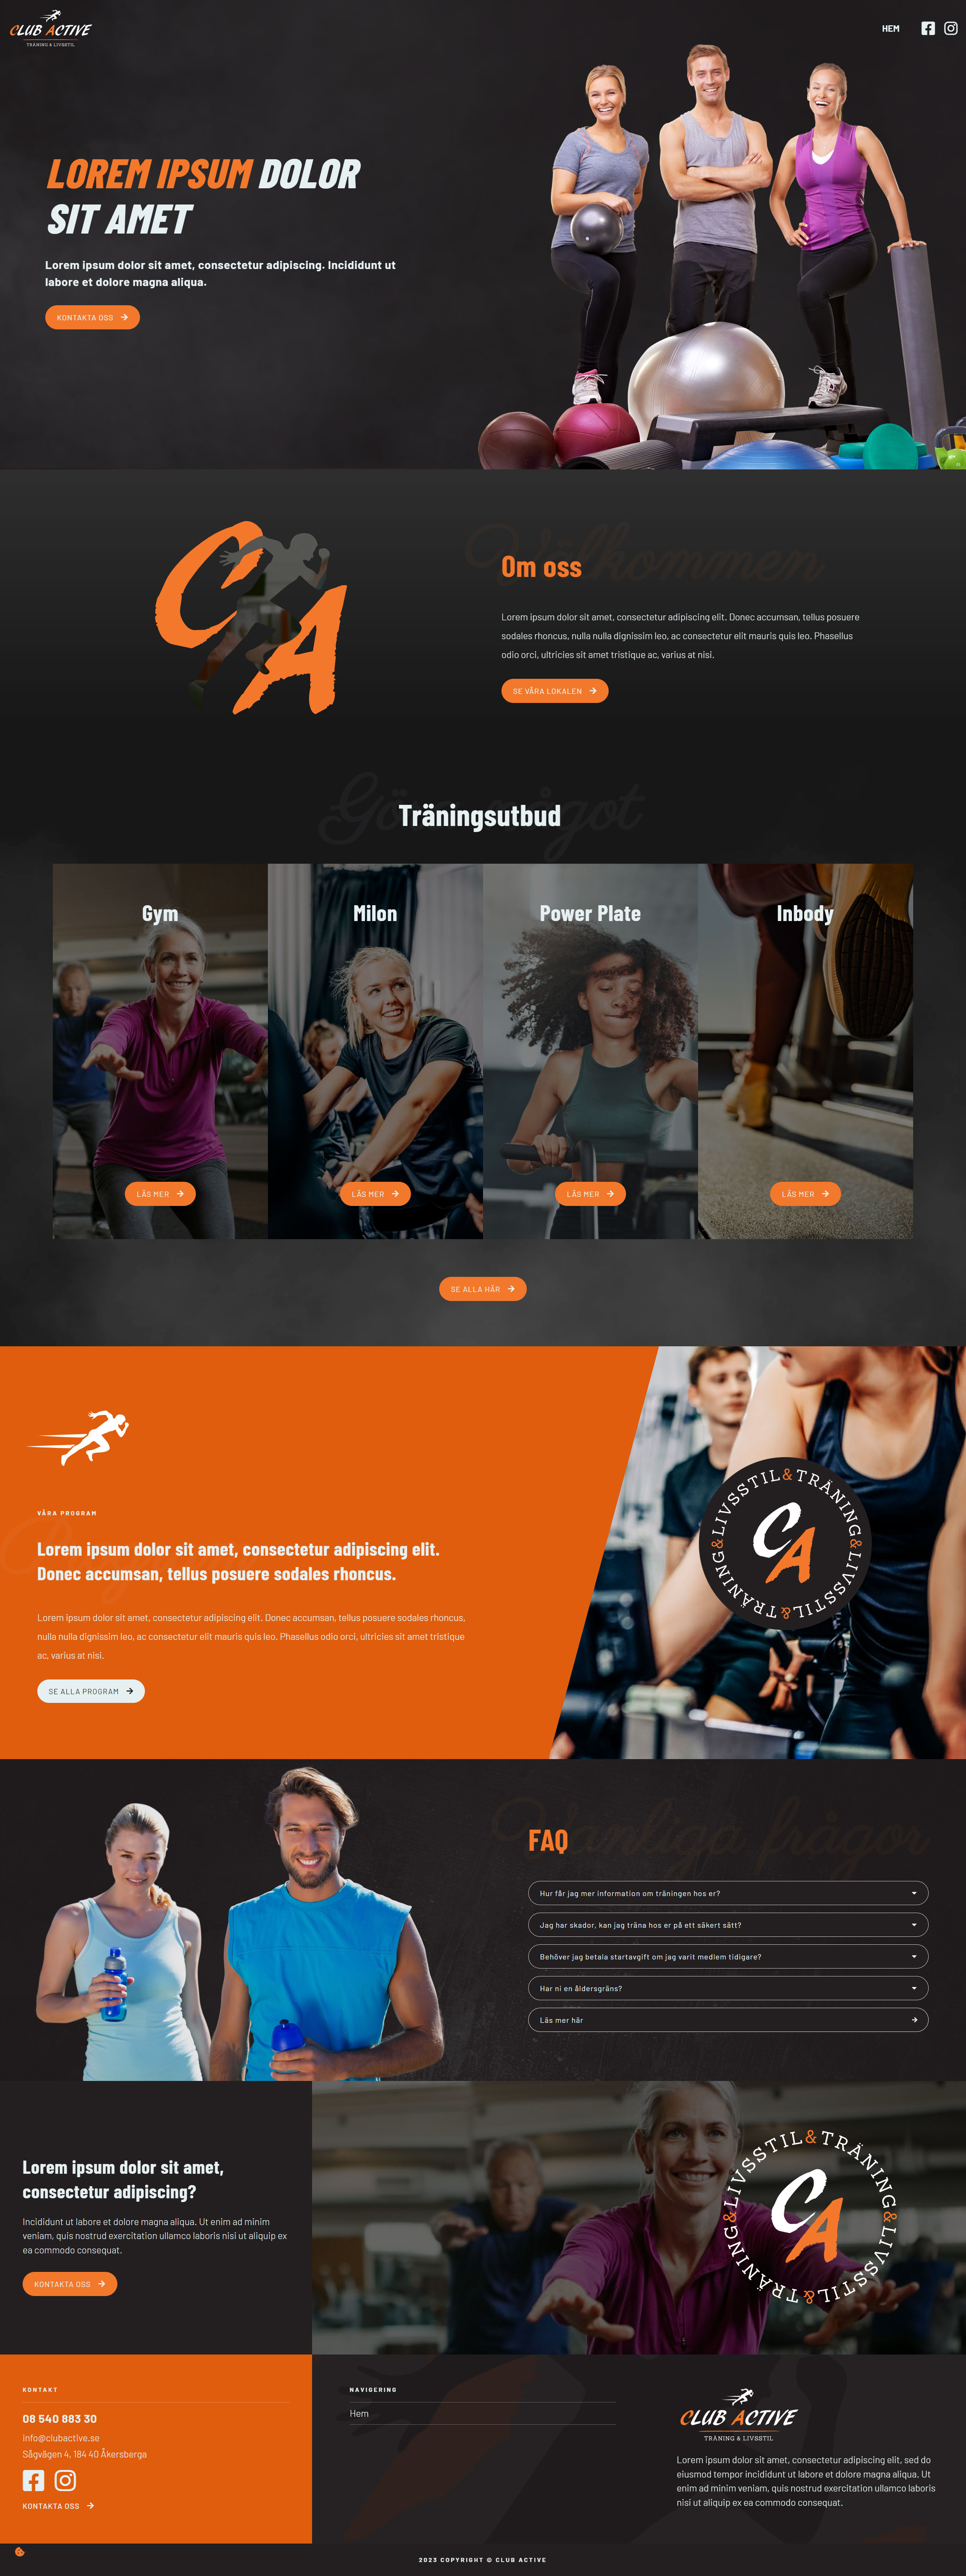 CLUB ACTIVE
TRÄNING & LIVSSTIL
HEM
LOREM IPSUM DOLOR
SIT AMET
Lorem ipsum dolor sit amet, consectetur adipiscing. Incididunt ut
labore et dolore magna aliqua.
KONTAKTA OSS
CA
Välkommen
Om oss
Lorem ipsum dolor sit amet, consectetur adipiscing elit. Donec accumsan, tellus posuere
sodales rhoncus, nulla nulla dignissim leo, ac consectetur elit mauris quis leo. Phasellus
odio orci, ultricies sit amet tristique ac, varius at nisi.
SE VÅRA LOKALEN
Träningsutbud
Gym
Milon
Power Plate
Inbody
LÄS MER
LÄS MER
LÄS MER
LÄS MER
SE ALLA HÄR
VÅRA PROGRAM
Lorem ipsum dolor sit amet, consectetur adipiscing elit.
Donec accumsan, tellus posuere sodales rhoncus.
Lorem ipsum dolor sit amet, consectetur adipiscing elit. Donec accumsan, tellus posuere sodales rhoncus,
nulla nulla dignissim leo, ac consectetur elit mauris quis leo. Phasellus odio orci, ultricies sit amet tristique
ac, varius at nisi.
SE ALLA PROGRAM
TRÄNING&LIVSSTIL&TRÄNING&LIVSSTIL&
CA
Vanliga frågor
FAQ
Hur får jag mer information om träningen hos er?
Jag har skador, kan jag träna hos er på ett säkert sätt?
Behöver jag betala startavgift om jag varit medlem tidigare?
Har ni en åldersgräns?
Läs mer här
Lorem ipsum dolor sit amet,
consectetur adipiscing?
Incididunt ut labore et dolore magna aliqua. Ut enim ad minim
veniam, quis nostrud exercitation ullamco laboris nisi ut aliquip ex
ea commodo consequat.
KONTAKTA OSS
TRÄNING&LIVSSTIL&TRÄNING&LIVSSTIL&
CA
KONTAKT
08 540 883 30
info@clubactive.se
Sågvägen 4, 184 40 Åkersberga
KONTAKTA OSS
NAVIGERING
Hem
CLUB ACTIVE
TRÄNING & LIVSSTIL
Lorem ipsum dolor sit amet, consectetur adipiscing elit, sed do
eiusmod tempor incididunt ut labore et dolore magna aliqua. Ut
enim ad minim veniam, quis nostrud exercitation ullamco laboris
nisi ut aliquip ex ea commodo consequat.
2023 COPYRIGHT © CLUB ACTIVE